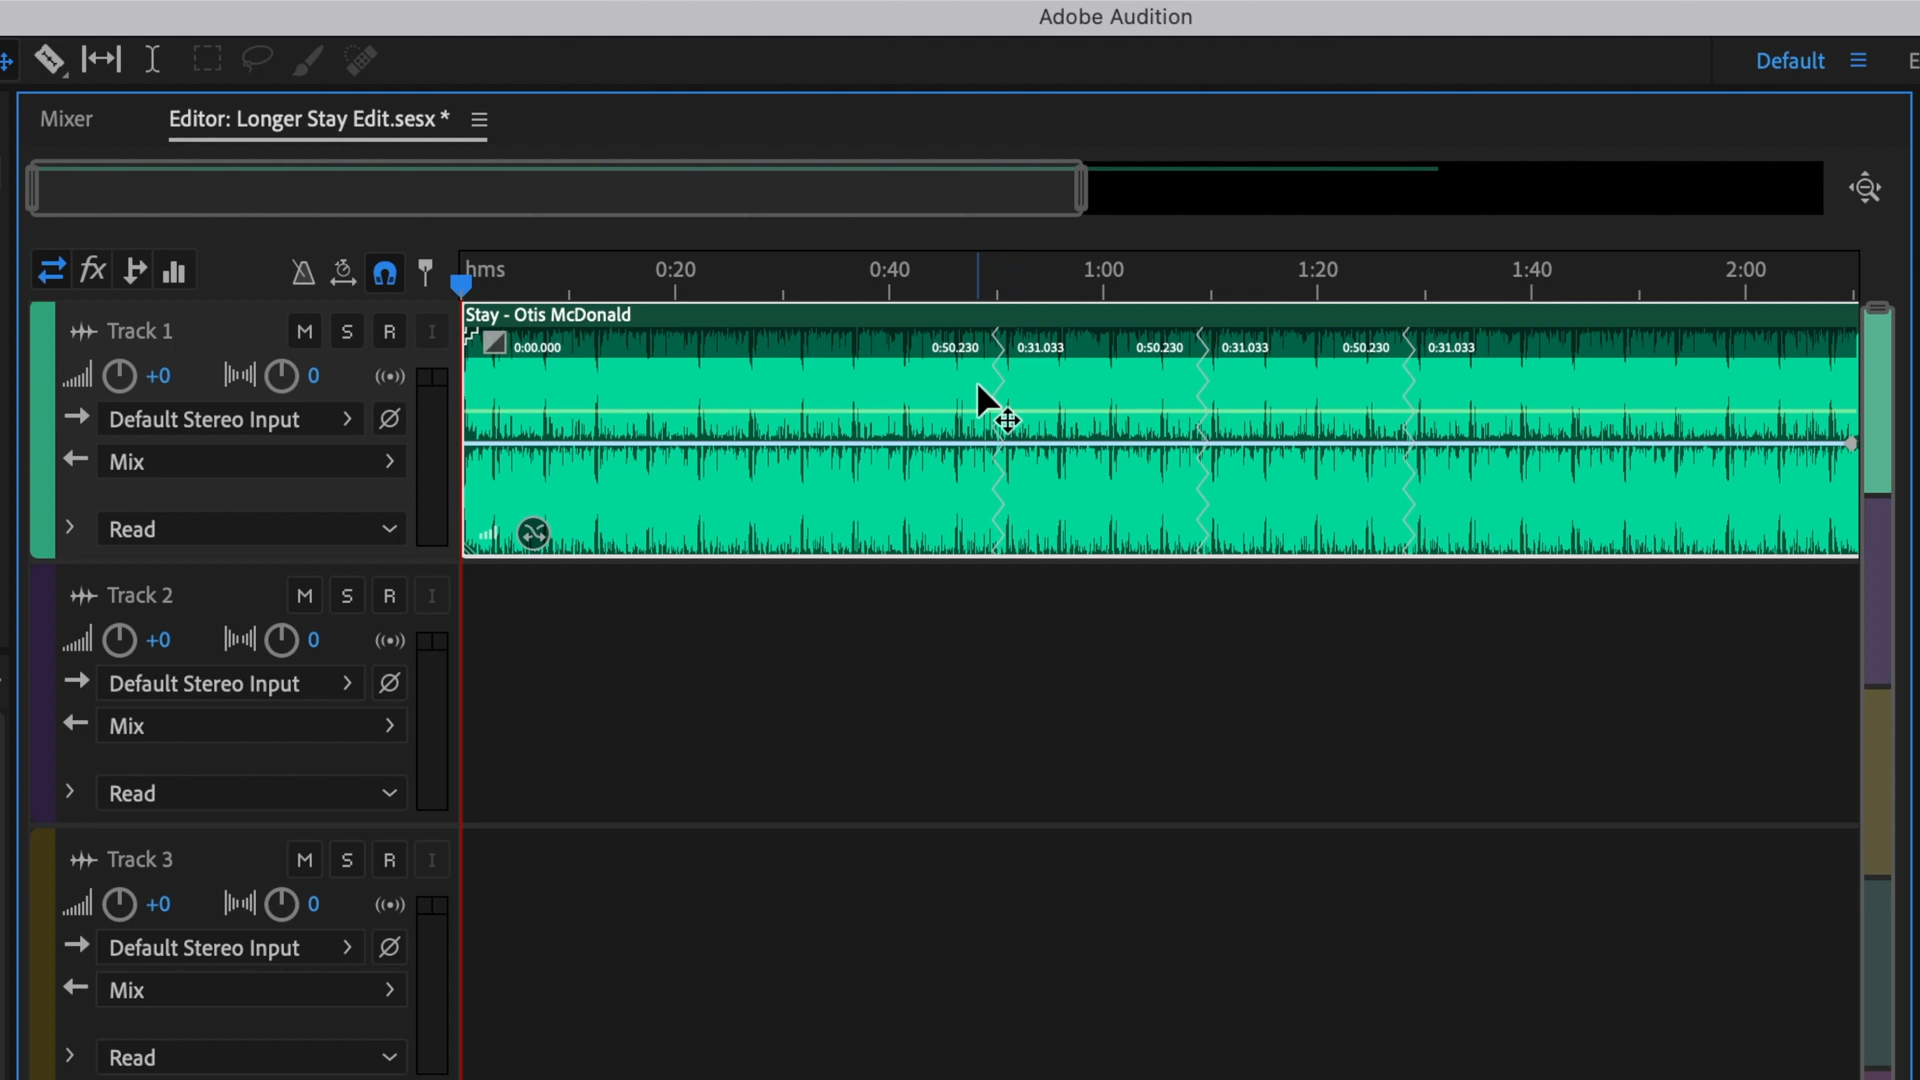 Adobe Audition
Default
E
Mixer
Editor: Longer Stay Edit.sesx *
fx
hms 0:20 0:40 1:00 1:20 1:40 2:00
Stay - Otis McDonald
0:00.000 0:50.230 0:31.033 0:50.230 0:31.033 0:50.230 0:31.033
Track 1 M S R I
+0 0
Default Stereo Input
Mix
Read
Track 2 M S R I
+0 0
Default Stereo Input
Mix
Read
Track 3 M S R I
+0 0
Default Stereo Input
Mix
Read